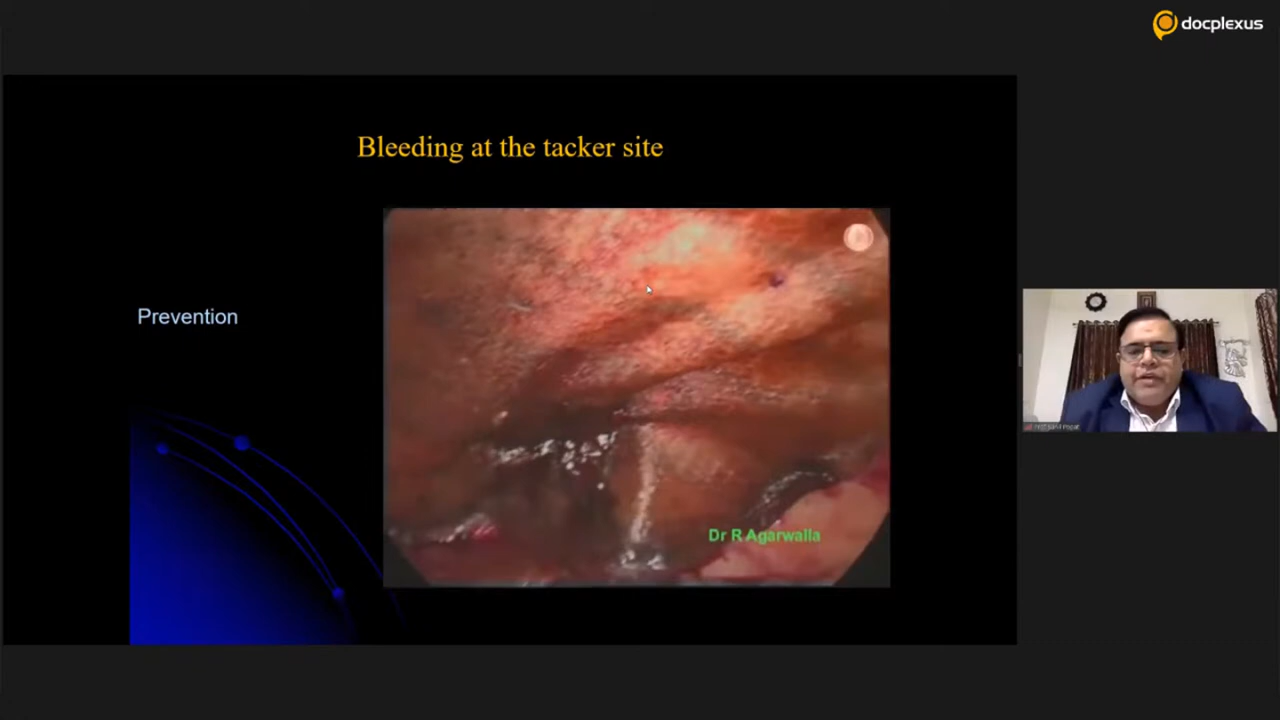 docplexus
Bleeding at the tacker site
Prevention
Dr R Agarwalla